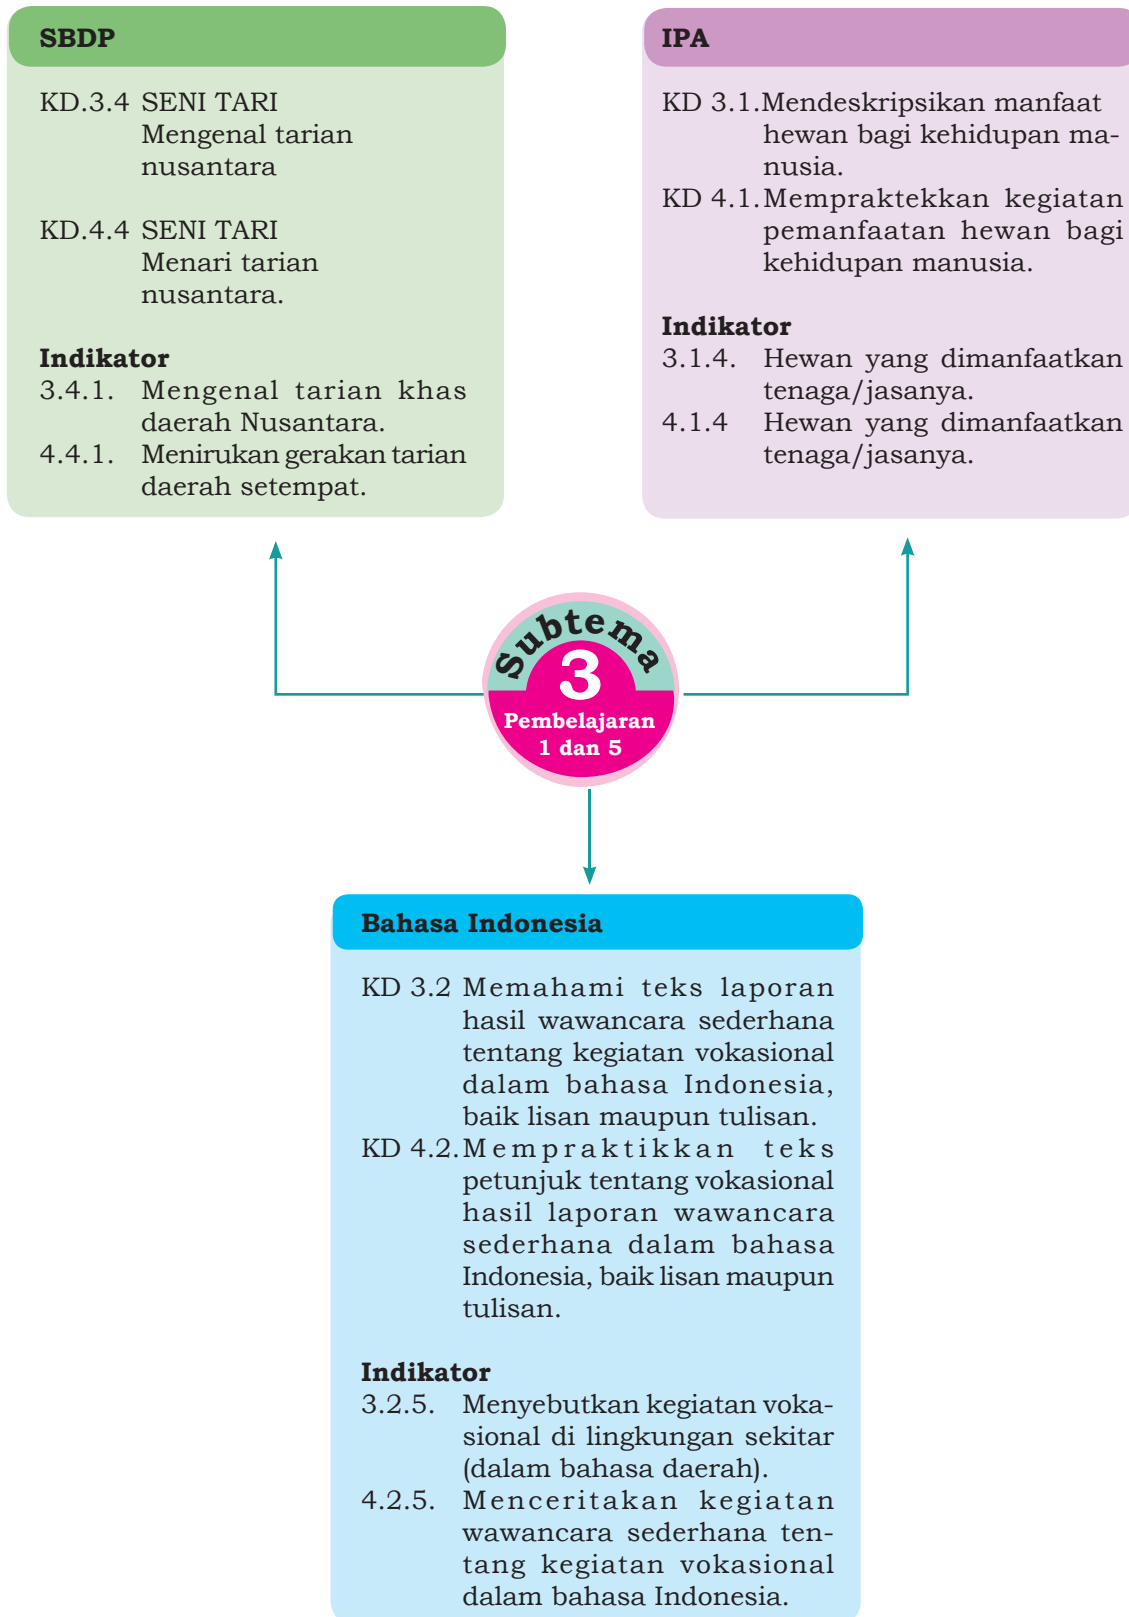 SBDP
KD.3.4 SENI TARI
Mengenal tarian
nusantara
KD.4.4 SENI TARI
Menari tarian
nusantara.
Indikator
3.4.1. Mengenal tarian khas
daerah Nusantara.
4.4.1. Menirukan gerakan tarian
daerah setempat.
IPA
KD 3.1.Mendeskripsikan manfaat
hewan bagi kehidupan ma-
nusia.
KD 4.1.Mempraktekkan kegiatan
pemanfaatan hewan bagi
kehidupan manusia.
Indikator
3.1.4. Hewan yang dimanfaatkan
tenaga/jasanya.
4.1.4 Hewan yang dimanfaatkan
tenaga/jasanya.
Subtema
3
Pembelajaran
1 dan 5
Bahasa Indonesia
KD 3.2 Memahami teks laporan
hasil wawancara sederhana
tentang kegiatan vokasional
dalam bahasa Indonesia,
baik lisan maupun tulisan.
KD 4.2.Mempraktikkan teks
petunjuk tentang vokasional
hasil laporan wawancara
sederhana dalam bahasa
Indonesia, baik lisan maupun
tulisan.
Indikator
3.2.5. Menyebutkan kegiatan voka-
sional di lingkungan sekitar
(dalam bahasa daerah).
4.2.5. Menceritakan kegiatan
wawancara sederhana ten-
tang kegiatan vokasional
dalam bahasa Indonesia.